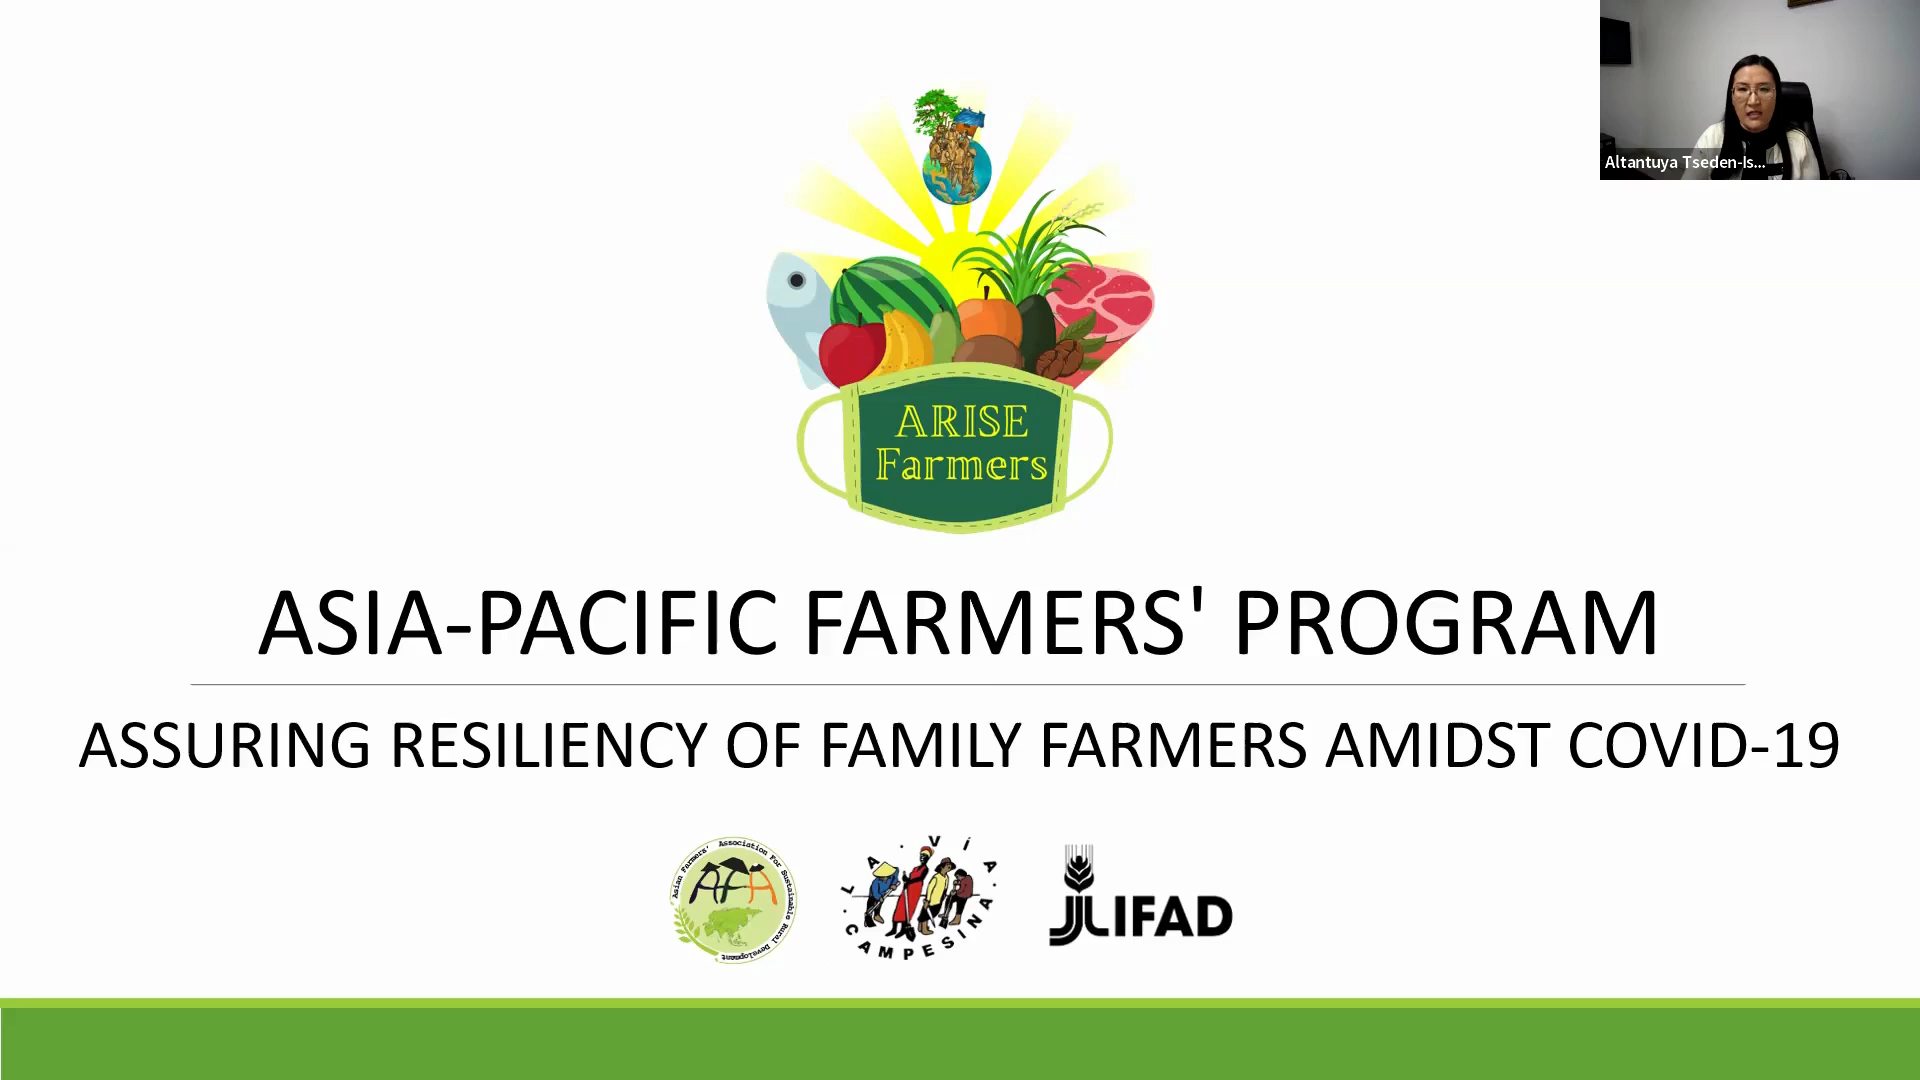 Altantuya Tseden-Is...
ARISE
Farmers
ASIA-PACIFIC FARMERS' PROGRAM
ASSURING RESILIENCY OF FAMILY FARMERS AMIDST COVID-19
Asian Farmers' Association For Sustainable Rural Development
AFA
LA VIA
CAMPESINA
IFAD